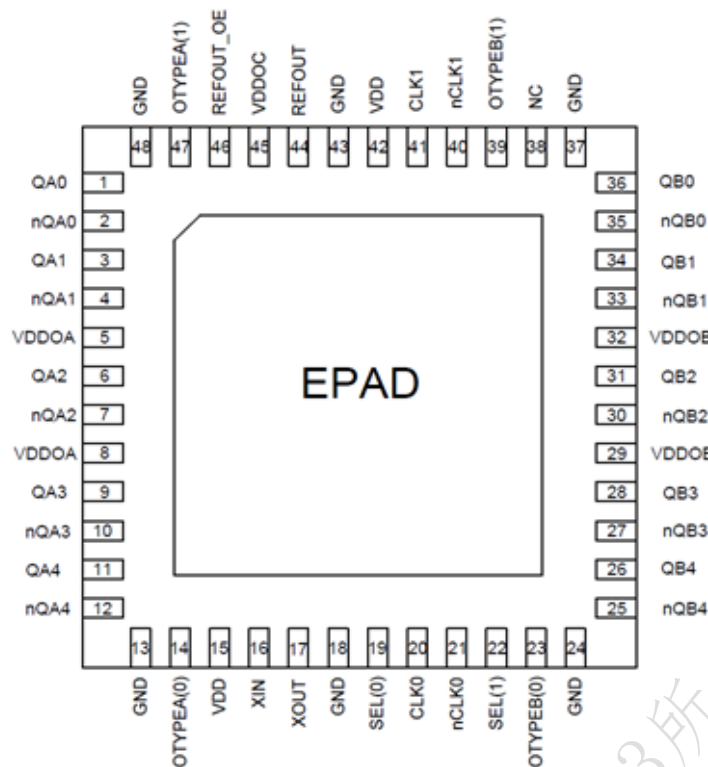 GND OTYPEA(1) REFOUT_OE VDDOC REFOUT GND VDD CLK1 nCLK1 OTYPEB(1) NC GND
48 47 46 45 44 43 42 41 40 39 38 37
QA0 1 36 QB0
nQA0 2 35 nQB0
QA1 3 34 QB1
nQA1 4 33 nQB1
VDDOA 5 32 VDDOB
QA2 6 31 QB2
EPAD
nQA2 7 30 nQB2
VDDOA 8 29 VDDOB
QA3 9 28 QB3
nQA3 10 27 nQB3
QA4 11 26 QB4
nQA4 12 25 nQB4
13 14 15 16 17 18 19 20 21 22 23 24
GND OTYPEA(0) VDD XIN XOUT GND SEL(0) CLK0 nCLK0 SEL(1) OTYPEB(0) GND
3所